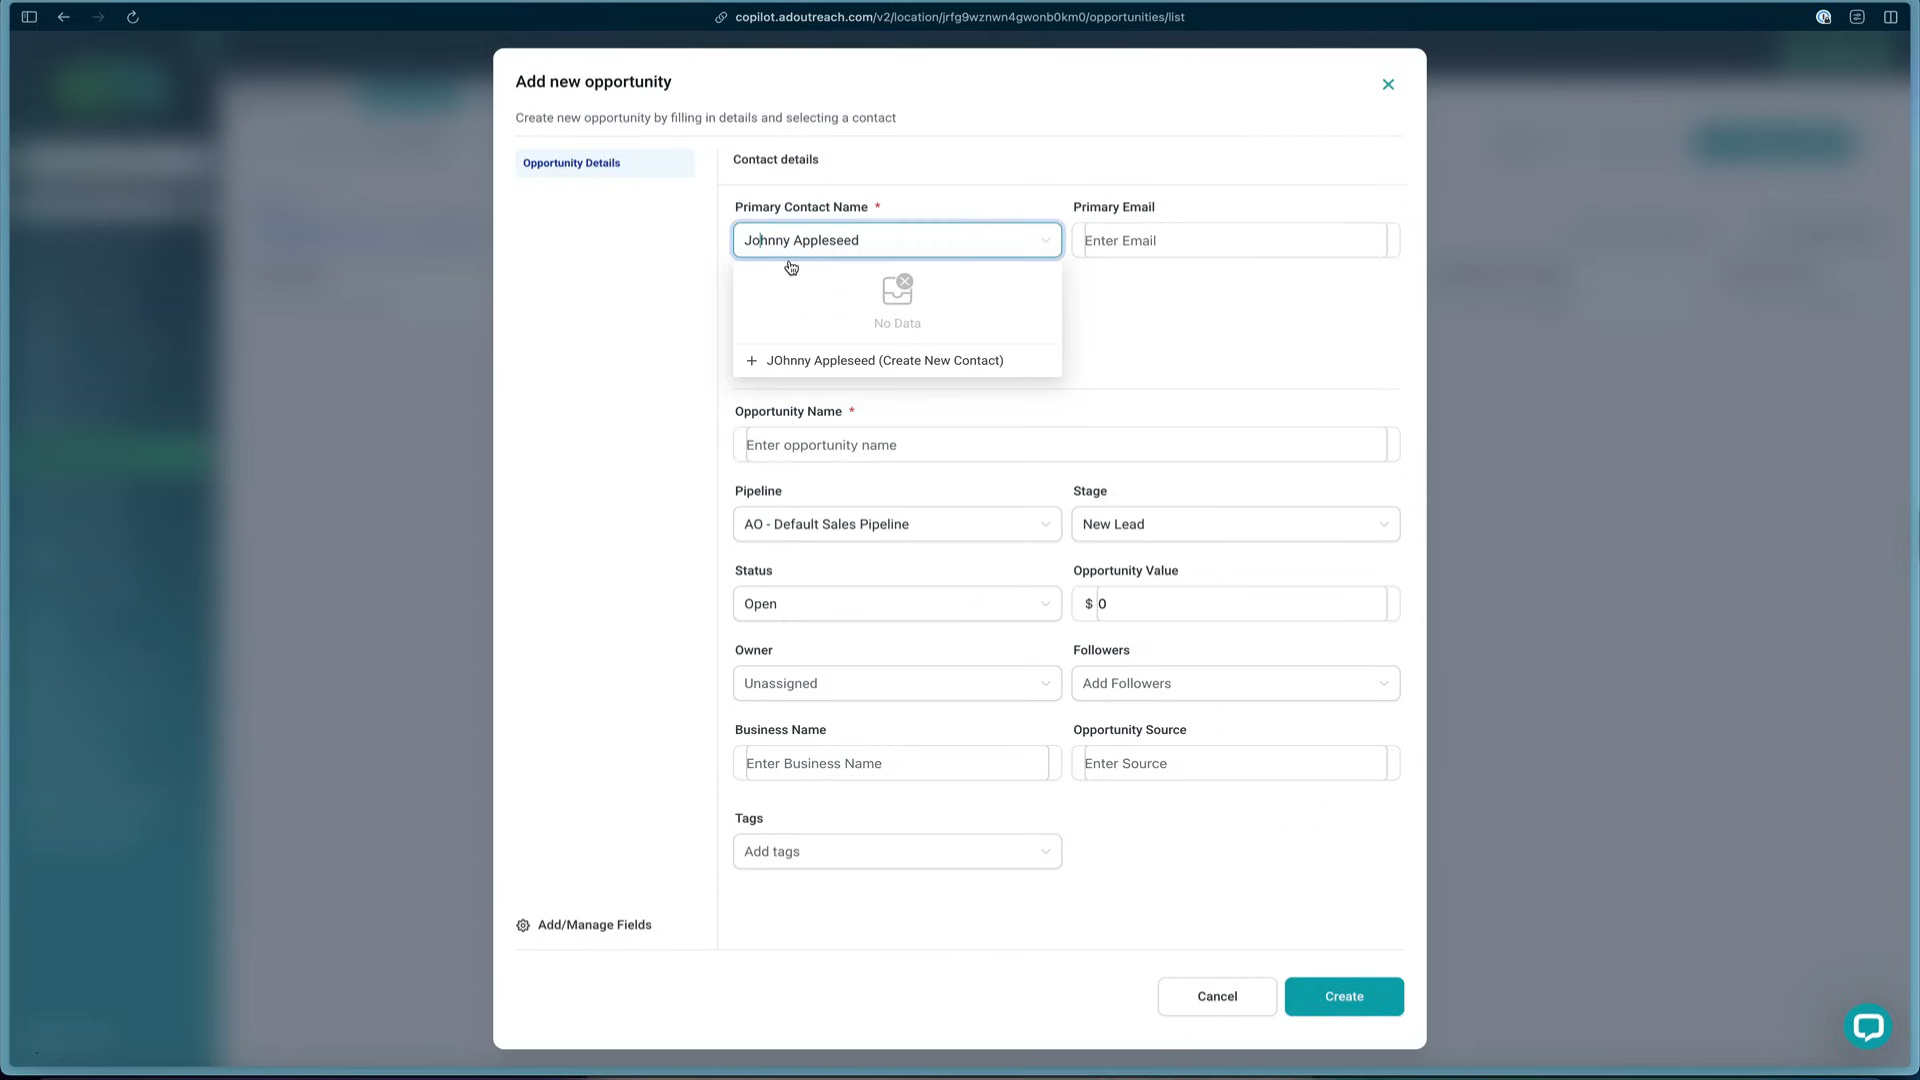 copilot.adoutreach.com/v2/location/jrfg9wznwn4gwonb0km0/opportunities/list
Add new opportunity
Create new opportunity by filling in details and selecting a contact
Opportunity Details
Contact details
Primary Contact Name *
Primary Email
Johnny Appleseed
Enter Email
No Data
+ JOhnny Appleseed (Create New Contact)
Opportunity Name *
Enter opportunity name
Pipeline
Stage
AO - Default Sales Pipeline
New Lead
Status
Opportunity Value
Open
$ 0
Owner
Followers
Unassigned
Add Followers
Business Name
Opportunity Source
Enter Business Name
Enter Source
Tags
Add tags
Add/Manage Fields
Cancel
Create